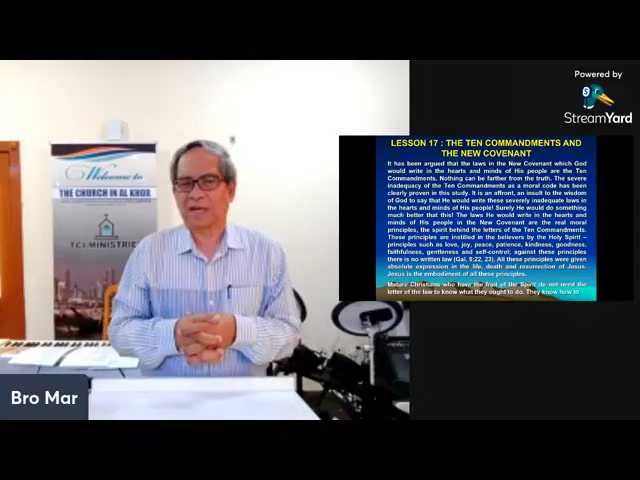 Powered by
StreamYard
Welcome to
THE CHURCH IN AL KHOR
TCI MINISTRIES
Bro Mar
LESSON 17 : THE TEN COMMANDMENTS AND
THE NEW COVENANT
It has been argued that the laws in the New Covenant which God
would write in the hearts and minds of His people are the Ten
Commandments. Nothing can be farther from the truth. The severe
inadequacy of the Ten Commandments as a moral code has been
clearly proven in this study. It is an affront, an insult to the wisdom
of God to say that He would write these severely inadequate laws in
the hearts and minds of His people! Surely He would do something
much better that this! The laws He would write in the hearts and
minds of His people in the New Covenant are the real moral
principles, the spirit behind the letters of the Ten Commandments.
These principles are instilled in the believers by the Holy Spirit –
principles such as love, joy, peace, patience, kindness, goodness,
faithfulness, gentleness and self-control; against these principles
there is no written law (Gal. 5:22, 23). All these principles were given
absolute expression in the life, death and resurrection of Jesus.
Jesus is the embodiment of all these principles.
Mature Christians who have the fruit of the Spirit do not need the
letter of the law to know what they ought to do. They know how to